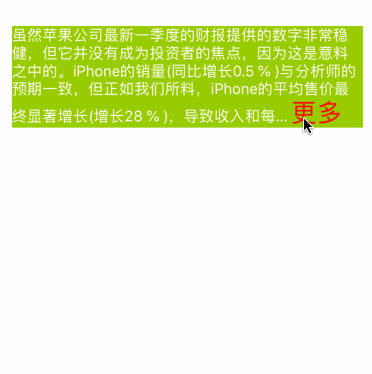 虽然苹果公司最新一季度的财报提供的数字非常稳
健，但它并没有成为投资者的焦点，因为这是意料
之中的。iPhone的销量(同比增长0.5％)与分析师的
预期一致，但正如我们所料，iPhone的平均售价最
终显著增长(增长28％)，导致收入和每... 更多